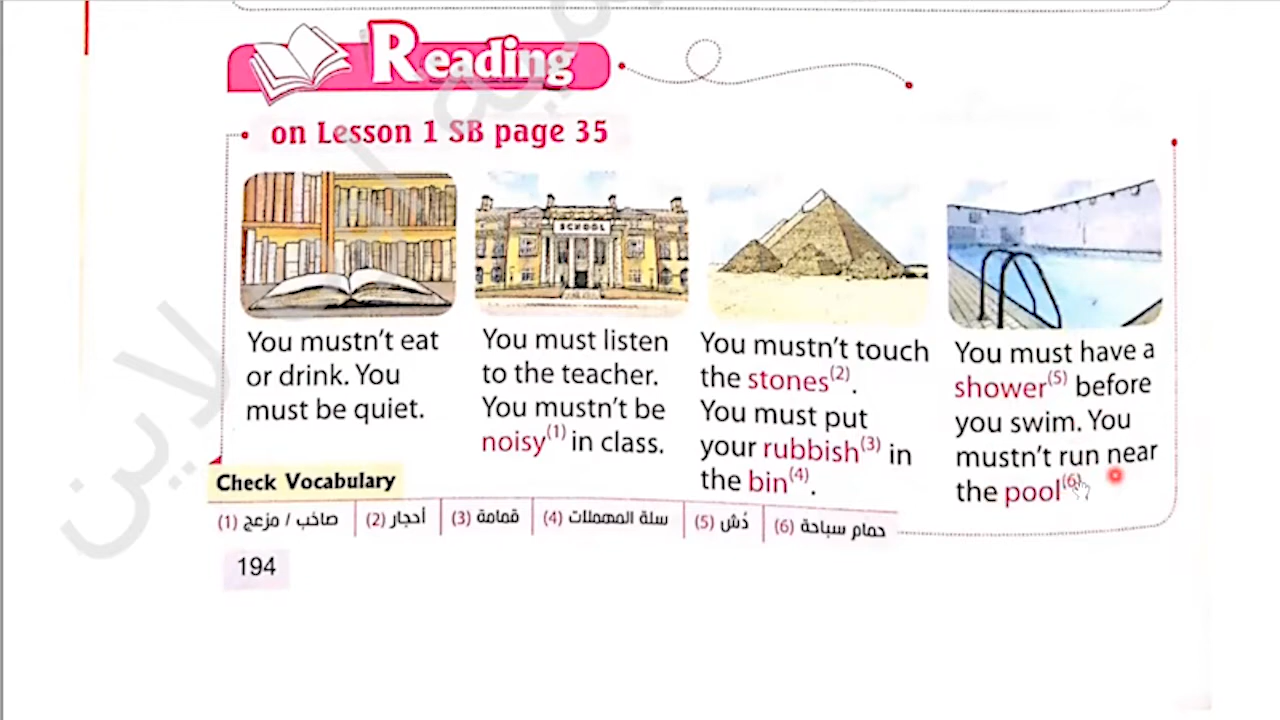 Reading
on Lesson 1 SB page 35
SCHOOL
You mustn't eat
or drink. You
must be quiet.
You must listen
to the teacher.
You mustn't be
noisy(1) in class.
You mustn't touch
the stones(2).
You must put
your rubbish(3) in
the bin(4).
You must have a
shower(5) before
you swim. You
mustn't run near
the pool(6).
Check Vocabulary
(1) صاخب / مزعج
(2) أحجار
(3) قمامة
(4) سلة المهملات
(5) دُش
(6) حمام سباحة
194
لاين